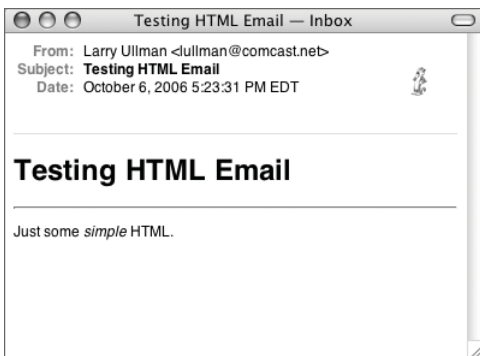 Testing HTML Email — Inbox
From: Larry Ullman <lullman@comcast.net>
Subject: Testing HTML Email
Date: October 6, 2006 5:23:31 PM EDT
Testing HTML Email
Just some simple HTML.